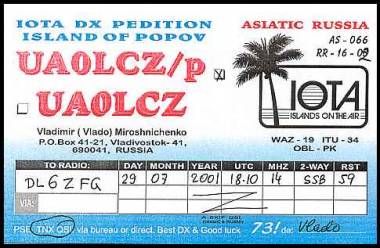 IOTA DX PEDITION ASIATIC RUSSIA
ISLAND OF POPOV AS-066
RR-16-02
UA0LCZ/p
UA0LCZ
IOTA
ISLANDS ON THE AIR
Vladimir ( Vlado) Miroshnichenko
P.O.Box 41-21, Vladivostok- 41,
690041, RUSSIA
WAZ - 19 ITU - 34
OBL - PK
TO RADIO: DAY MONTH YEAR UTC MHz 2-WAY RST
DL6ZFQ 29 07 2001 18.10 14 SSB 59
VIA:
PSE TNX QSL via bureau or direct. Best DX & Good luck 73! de: Vlado